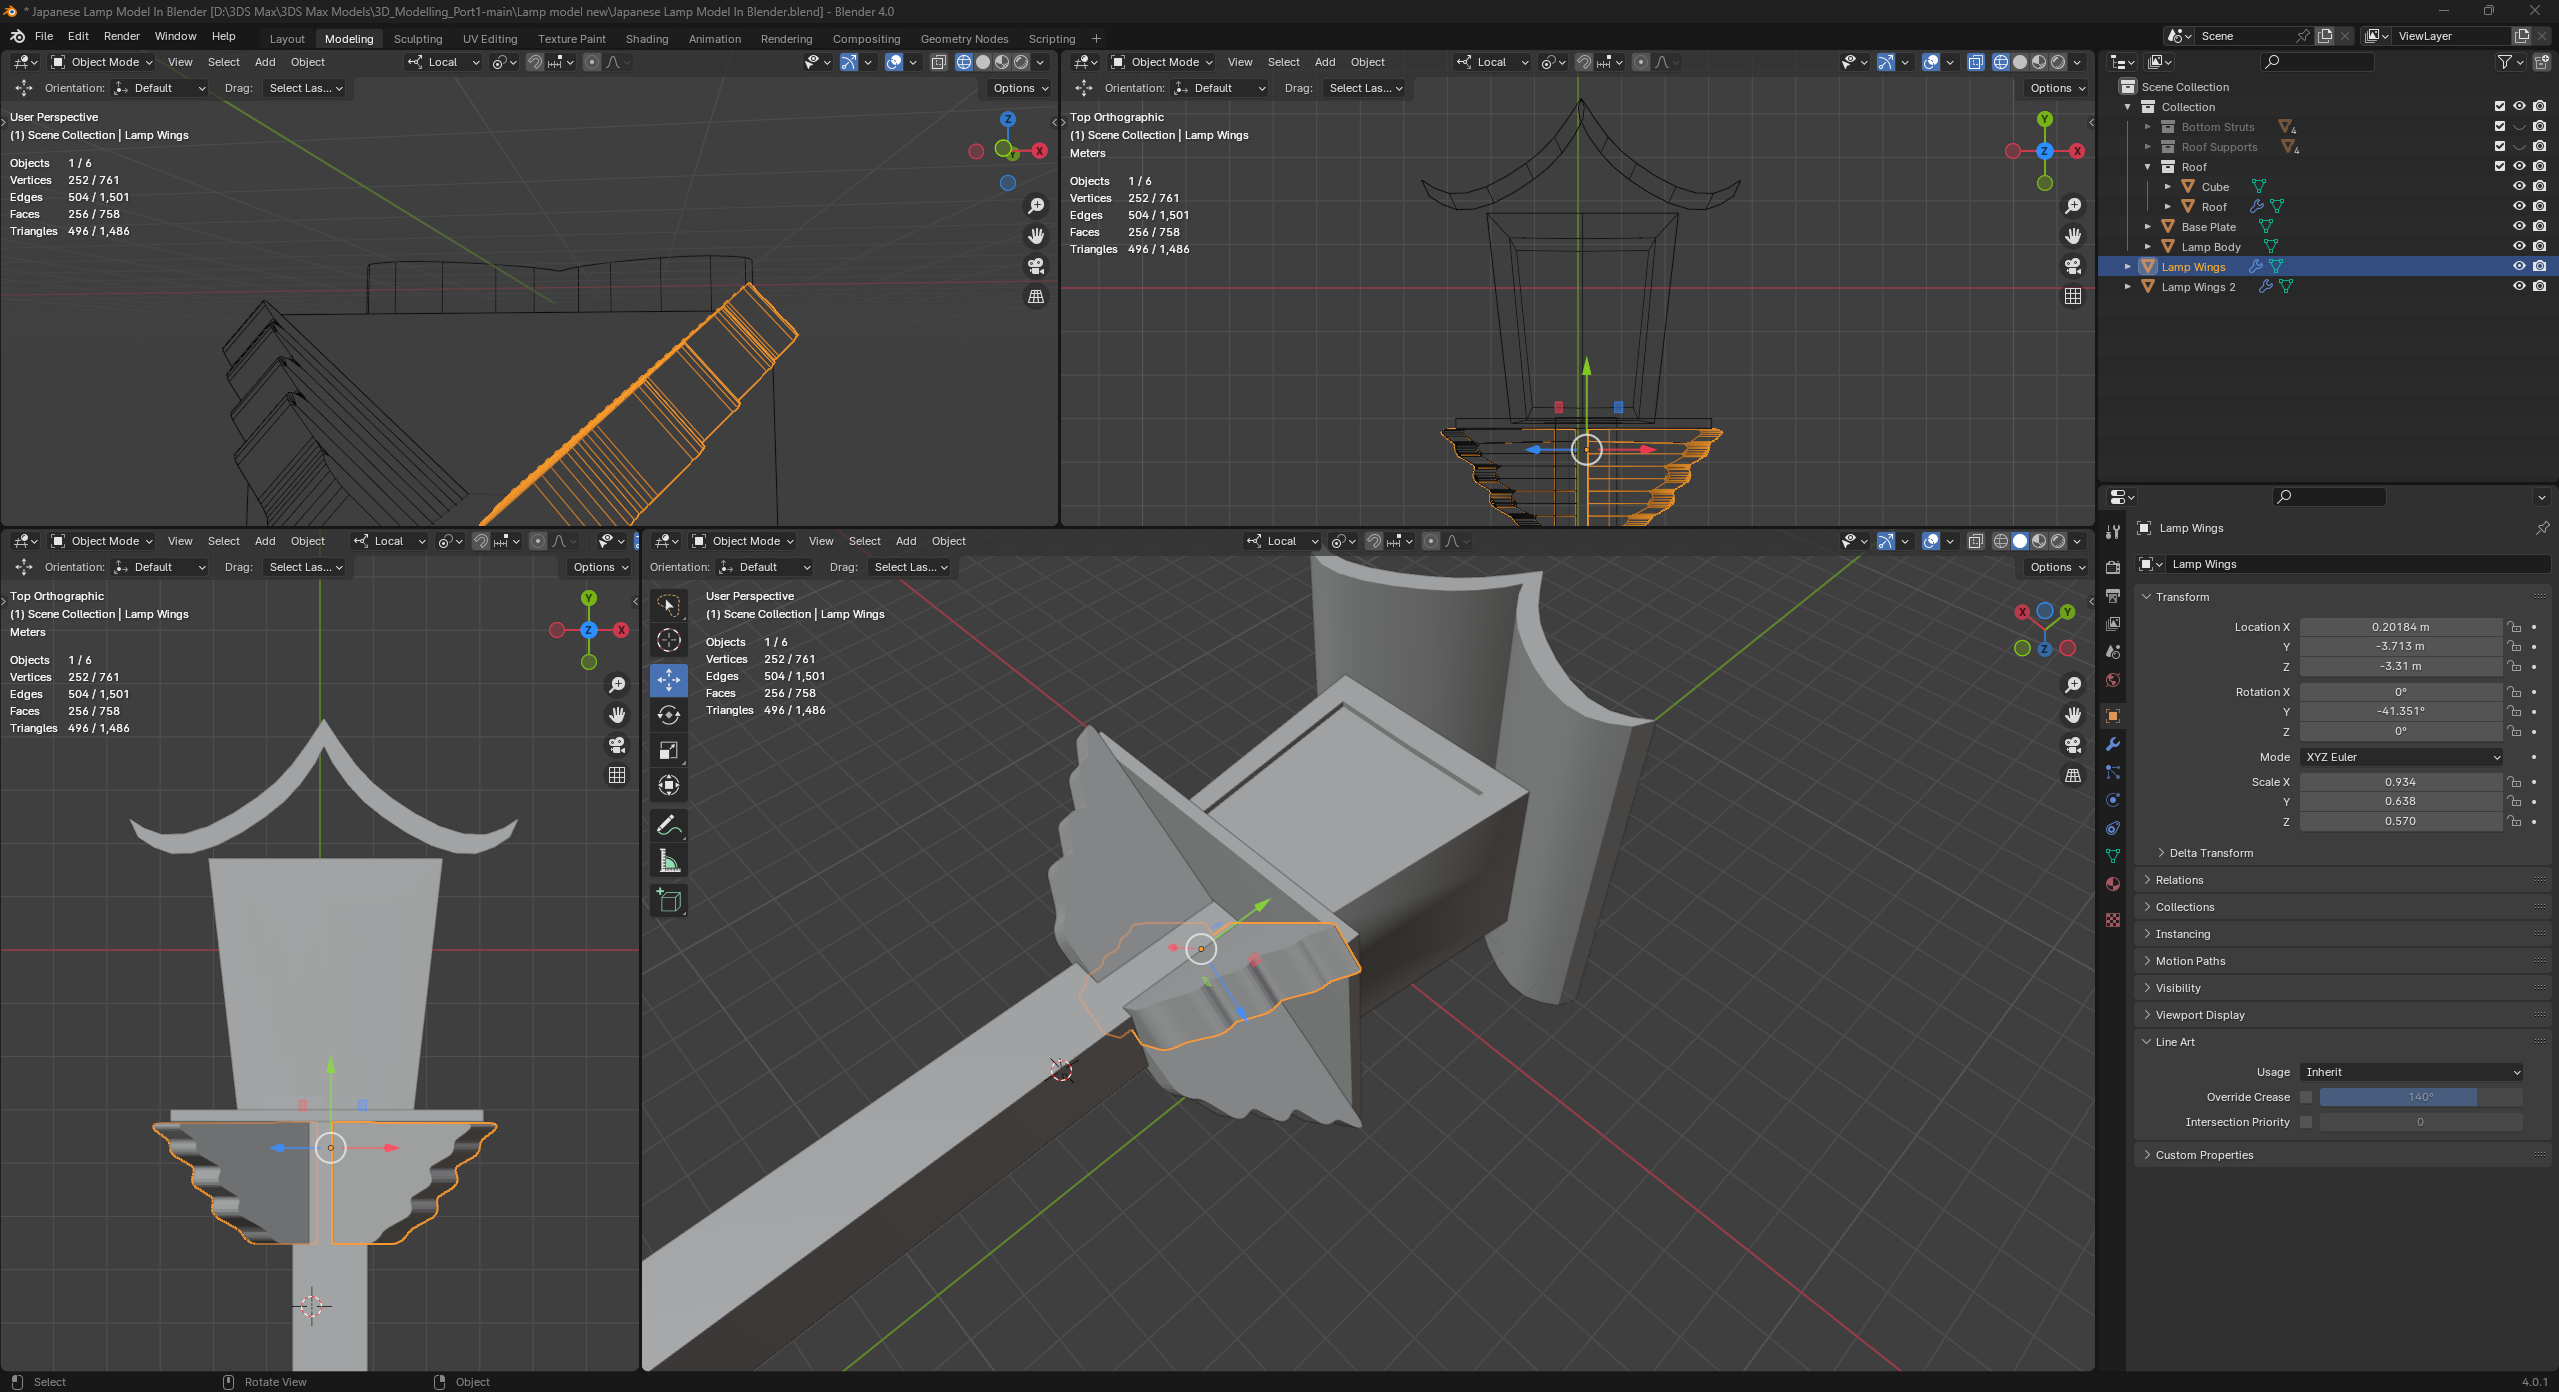 * Japanese Lamp Model In Blender [D:\3DS Max\3DS Max Models\3D_Modelling_Port1-main\Lamp model new\Japanese Lamp Model In Blender.blend] - Blender 4.0
File Edit Render Window Help Layout Modeling Sculpting UV Editing Texture Paint Shading Animation Rendering Compositing Geometry Nodes Scripting + Scene ViewLayer
Object Mode View Select Add Object Local
Orientation: Default Drag: Select Las... Options
User Perspective
(1) Scene Collection | Lamp Wings
Objects 1 / 6
Vertices 252 / 761
Edges 504 / 1,501
Faces 256 / 758
Triangles 496 / 1,486
Z
Y
X
Object Mode View Select Add Object Local
Orientation: Default Drag: Select Las... Options
Top Orthographic
(1) Scene Collection | Lamp Wings
Meters
Objects 1 / 6
Vertices 252 / 761
Edges 504 / 1,501
Faces 256 / 758
Triangles 496 / 1,486
Y
Z
X
Object Mode View Select Add Object Local
Orientation: Default Drag: Select Las... Options
Top Orthographic
(1) Scene Collection | Lamp Wings
Meters
Objects 1 / 6
Vertices 252 / 761
Edges 504 / 1,501
Faces 256 / 758
Triangles 496 / 1,486
Y
Z
X
Object Mode View Select Add Object Local
Orientation: Default Drag: Select Las... Options
User Perspective
(1) Scene Collection | Lamp Wings
Objects 1 / 6
Vertices 252 / 761
Edges 504 / 1,501
Faces 256 / 758
Triangles 496 / 1,486
X
Y
Z
Scene Collection
Collection
Bottom Struts 4
Roof Supports 4
Roof
Cube
Roof
Base Plate
Lamp Body
Lamp Wings
Lamp Wings 2
Lamp Wings
Lamp Wings
Transform
Location X 0.20184 m
Y -3.713 m
Z -3.31 m
Rotation X 0°
Y -41.351°
Z 0°
Mode XYZ Euler
Scale X 0.934
Y 0.638
Z 0.570
Delta Transform
Relations
Collections
Instancing
Motion Paths
Visibility
Viewport Display
Line Art
Usage Inherit
Override Crease 140°
Intersection Priority 0
Custom Properties
Select Rotate View Object 4.0.1